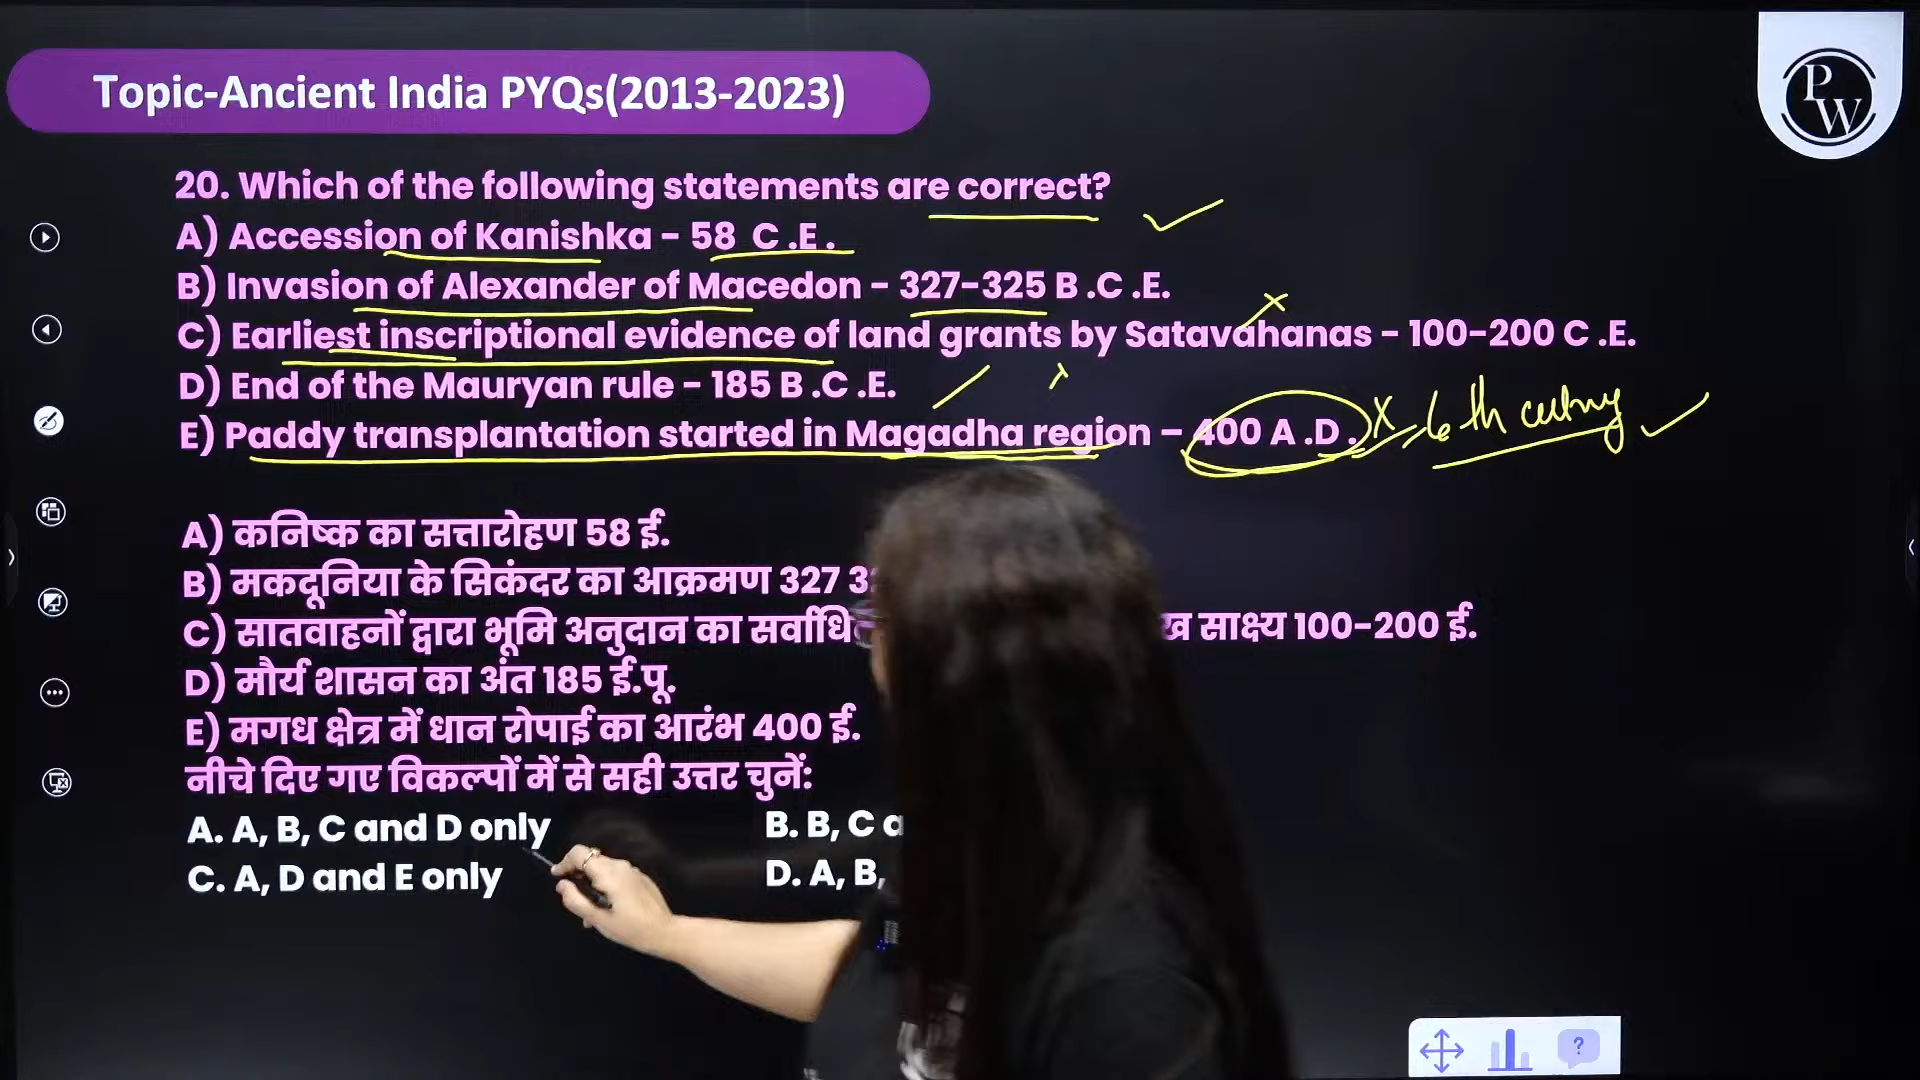 Topic-Ancient India PYQs(2013-2023)
P
W
20. Which of the following statements are correct?
A) Accession of Kanishka - 58 C .E .
B) Invasion of Alexander of Macedon - 327-325 B .C .E.
C) Earliest inscriptional evidence of land grants by Satavahanas - 100-200 C .E.
D) End of the Mauryan rule - 185 B .C .E.
E) Paddy transplantation started in Magadha region – 400 A .D . 6th
A) कनिष्क का सत्तारोहण 58 ई.
B) मकदूनिया के सिकंदर का आक्रमण 327
C) सातवाहनों द्वारा भूमि अनुदान का साक्ष्य 100-200 ई.
D) मौर्य शासन का अंत 185 ई.पू.
E) मगध क्षेत्र में धान रोपाई का आरंभ 400 ई.
नीचे दिए गए विकल्पों में से सही उत्तर चुनें:
A. A, B, C and D only
B. B, C
C. A, D and E only
D. A, B,
?